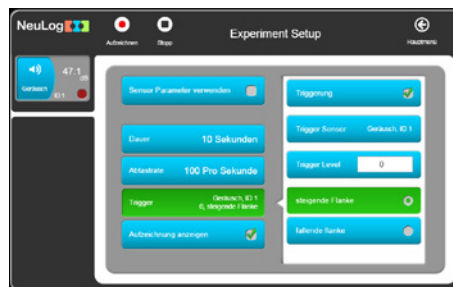 NeuLog
Aufzeichnen
Stopp
Experiment Setup
Hauptmenü
47.1
dB
Geräusch
ID 1
Sensor Parameter verwenden
Dauer 10 Sekunden
Abtastrate 100 Pro Sekunde
Trigger Geräusch, ID 1
0, steigende Flanke
Aufzeichnung anzeigen
Triggerung
Trigger Sensor Geräusch, ID 1
Trigger Level 0
steigende Flanke
fallende flanke